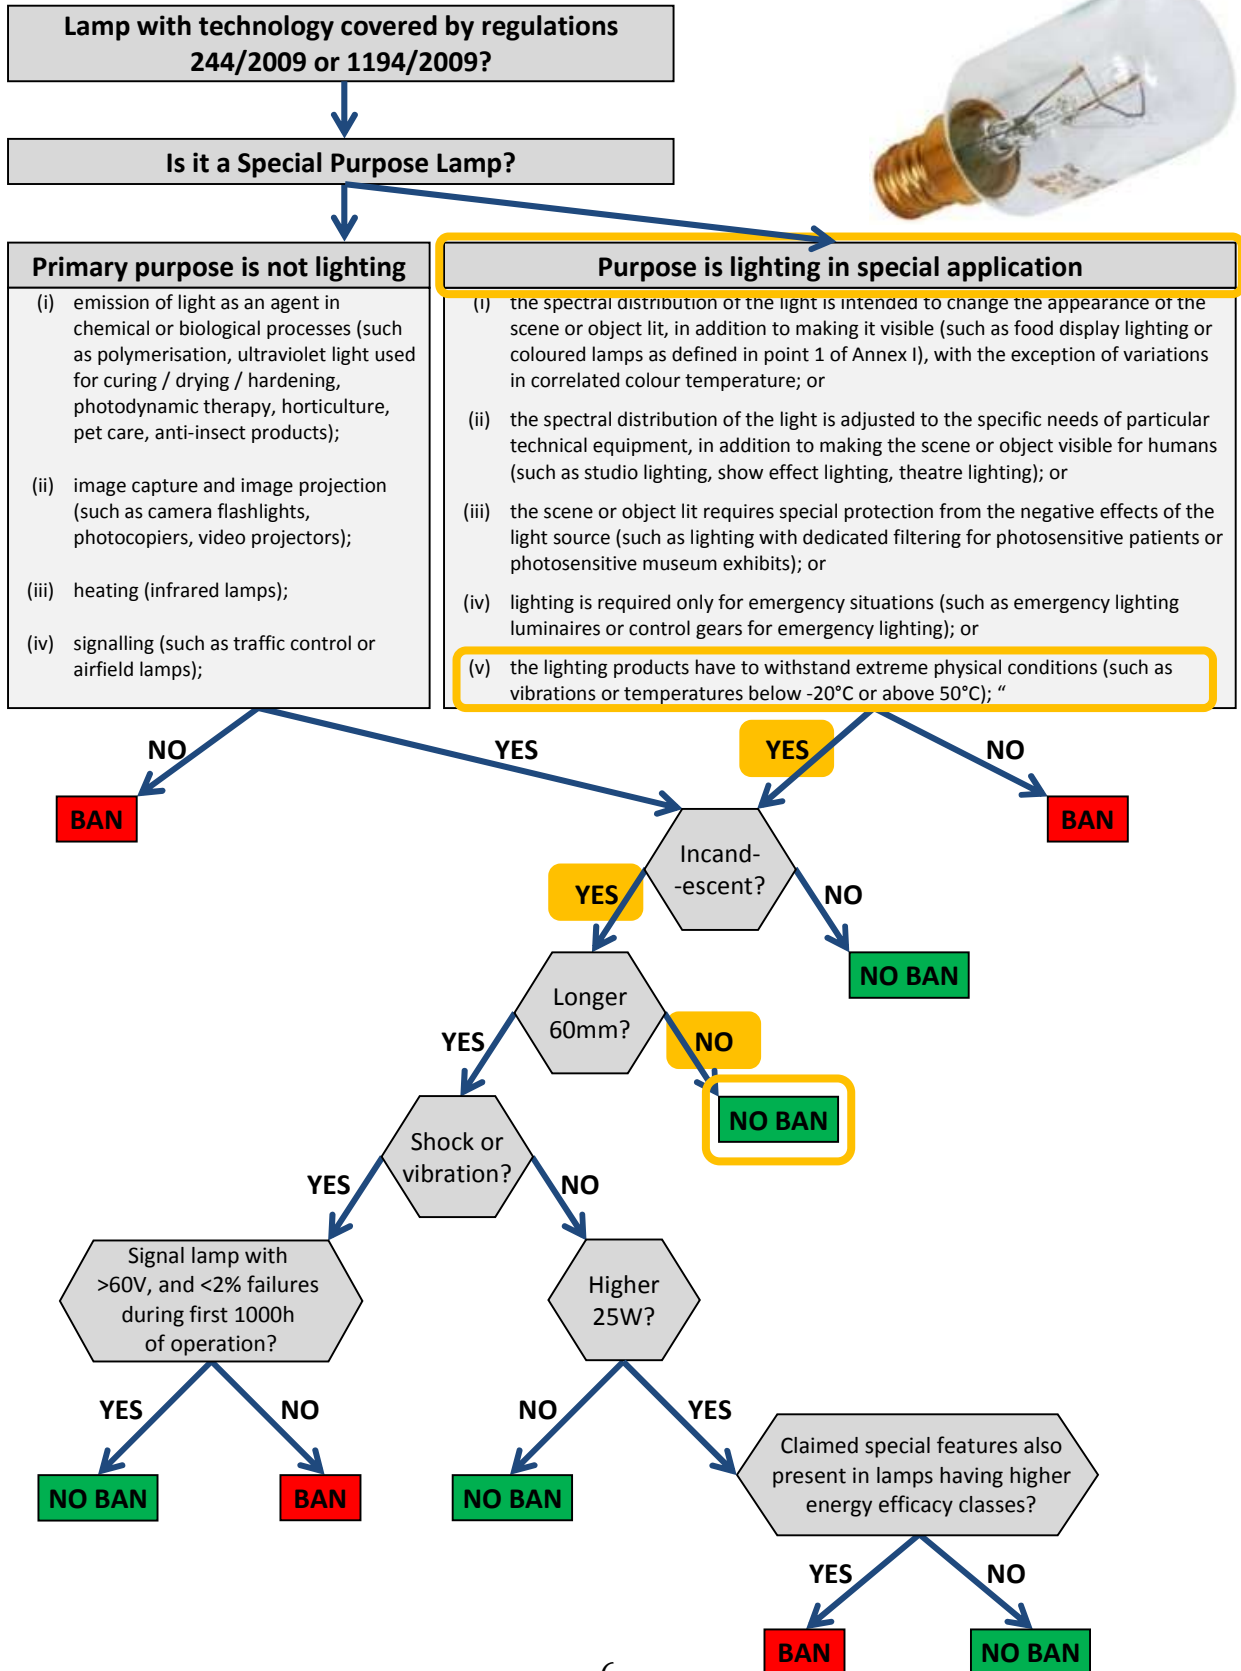 Lamp with technology covered by regulations
244/2009 or 1194/2009?
Is it a Special Purpose Lamp?
Primary purpose is not lighting
(i) emission of light as an agent in
chemical or biological processes (such
as polymerisation, ultraviolet light used
for curing / drying / hardening,
photodynamic therapy, horticulture,
pet care, anti-insect products);
(ii) image capture and image projection
(such as camera flashlights,
photocopiers, video projectors);
(iii) heating (infrared lamps);
(iv) signalling (such as traffic control or
airfield lamps);
Purpose is lighting in special application
(i) the spectral distribution of the light is intended to change the appearance of the
scene or object lit, in addition to making it visible (such as food display lighting or
coloured lamps as defined in point 1 of Annex I), with the exception of variations
in correlated colour temperature; or
(ii) the spectral distribution of the light is adjusted to the specific needs of particular
technical equipment, in addition to making the scene or object visible for humans
(such as studio lighting, show effect lighting, theatre lighting); or
(iii) the scene or object lit requires special protection from the negative effects of the
light source (such as lighting with dedicated filtering for photosensitive patients or
photosensitive museum exhibits); or
(iv) lighting is required only for emergency situations (such as emergency lighting
luminaires or control gears for emergency lighting); or
(v) the lighting products have to withstand extreme physical conditions (such as
vibrations or temperatures below -20°C or above 50°C); “
NO
YES
YES
NO
BAN
BAN
Incand-
-escent?
YES
NO
NO BAN
Longer
60mm?
YES
NO
NO BAN
Shock or
vibration?
YES
NO
Signal lamp with
>60V, and <2% failures
during first 1000h
of operation?
Higher
25W?
YES
NO
NO
YES
NO BAN
BAN
NO BAN
Claimed special features also
present in lamps having higher
energy efficacy classes?
YES
NO
BAN
NO BAN